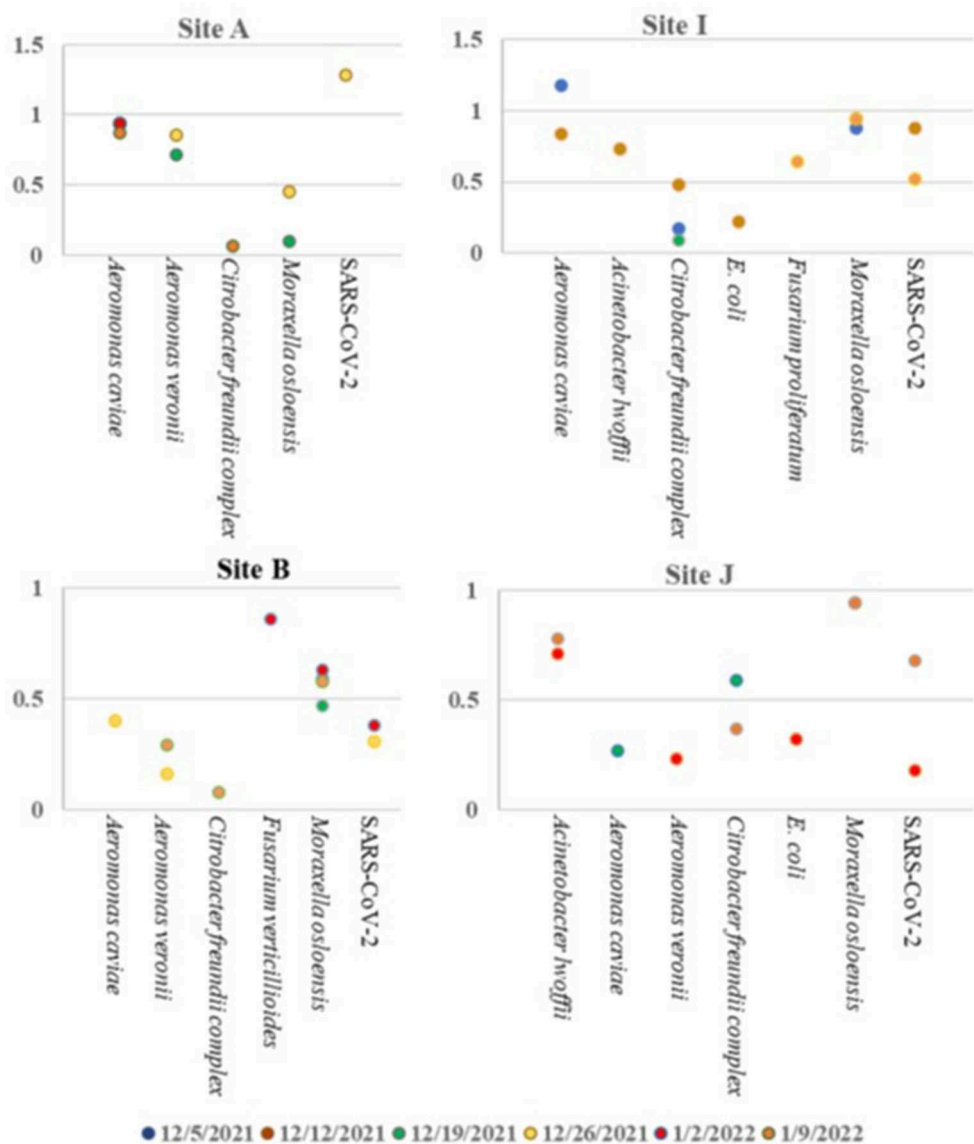 Site A
1.5
1
0.5
0
Aeromonas caviae
Aeromonas veronii
Citrobacter freundii complex
Moraxella osloensis
SARS-CoV-2
Site I
1.5
1
0.5
0
Aeromonas caviae
Acinetobacter lwoffii
Citrobacter freundii complex
E. coli
Fusarium proliferatum
Moraxella osloensis
SARS-CoV-2
Site B
1
0.5
0
Aeromonas caviae
Aeromonas veronii
Citrobacter freundii complex
Fusarium verticillioides
Moraxella osloensis
SARS-CoV-2
Site J
1
0.5
0
Acinetobacter lwoffii
Aeromonas caviae
Aeromonas veronii
Citrobacter freundii complex
E. coli
Moraxella osloensis
SARS-CoV-2
12/5/2021 12/12/2021 12/19/2021 12/26/2021 1/2/2022 1/9/2022